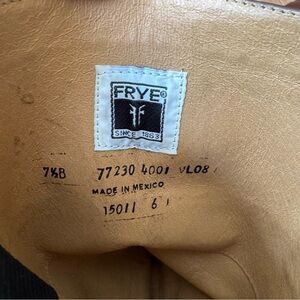 FRYE®
SINCE 1863
7½B 77230 4001 VL08
MADE IN MEXICO
15011 6